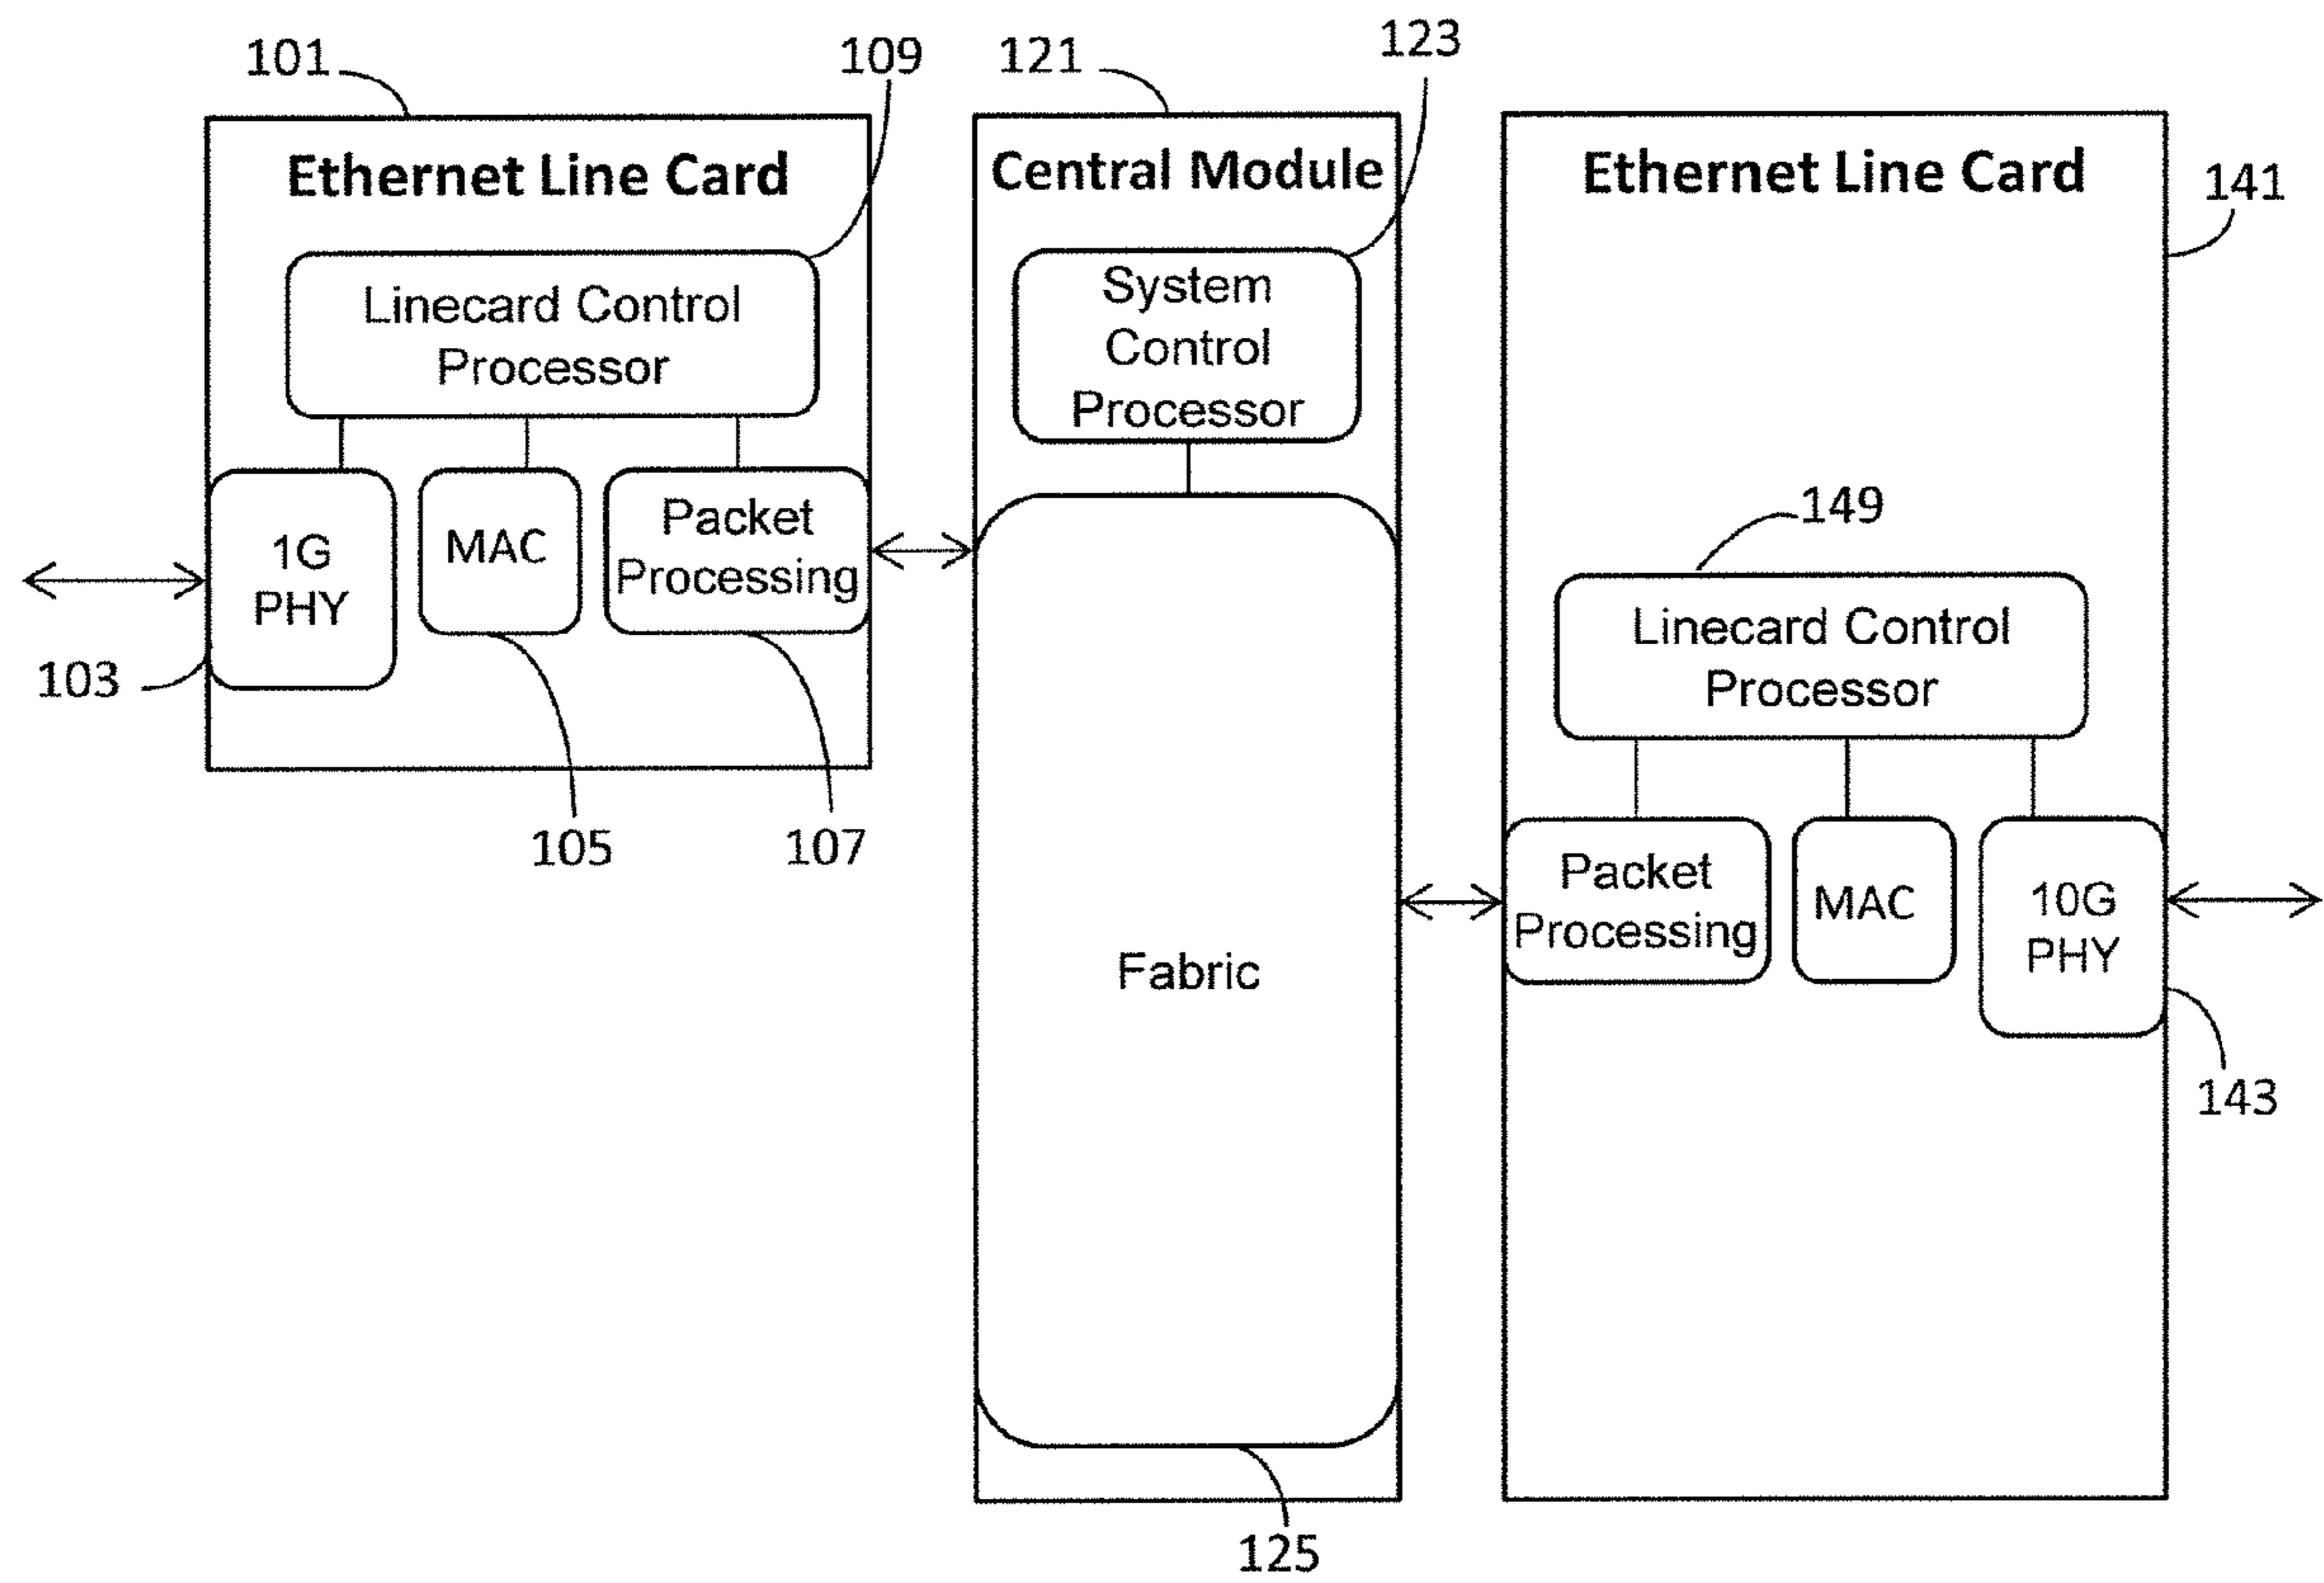 101
109
121
123
Ethernet Line Card
Central Module
Ethernet Line Card
141
Linecard Control
Processor
System
Control
Processor
1G
PHY
MAC
Packet
Processing
103
105
107
149
Linecard Control
Processor
Fabric
Packet
Processing
MAC
10G
PHY
143
125